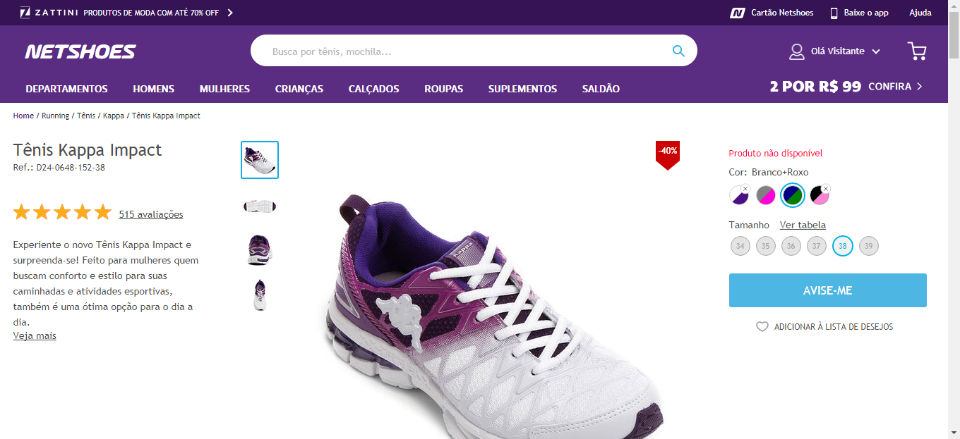 ZATTINI PRODUTOS DE MODA COM ATÉ 70% OFF
Cartão Netshoes
Baixe o app
Ajuda
NETSHOES
Busca por tênis, mochila...
Olá Visitante
DEPARTAMENTOS HOMENS MULHERES CRIANÇAS CALÇADOS ROUPAS SUPLEMENTOS SALDÃO
2 POR R$ 99 CONFIRA
Home / Running / Tênis / Kappa / Tênis Kappa Impact
Tênis Kappa Impact
Ref.: D24-0648-152-38
515 avaliações
Experiente o novo Tênis Kappa Impact e
surpreenda-se! Feito para mulheres quem
buscam conforto e estilo para suas
caminhadas e atividades esportivas,
também é uma ótima opção para o dia a
dia.
Veja mais
-40%
Produto não disponível
Cor: Branco+Roxo
Tamanho Ver tabela
34 35 36 37 38 39
AVISE-ME
ADICIONAR À LISTA DE DESEJOS